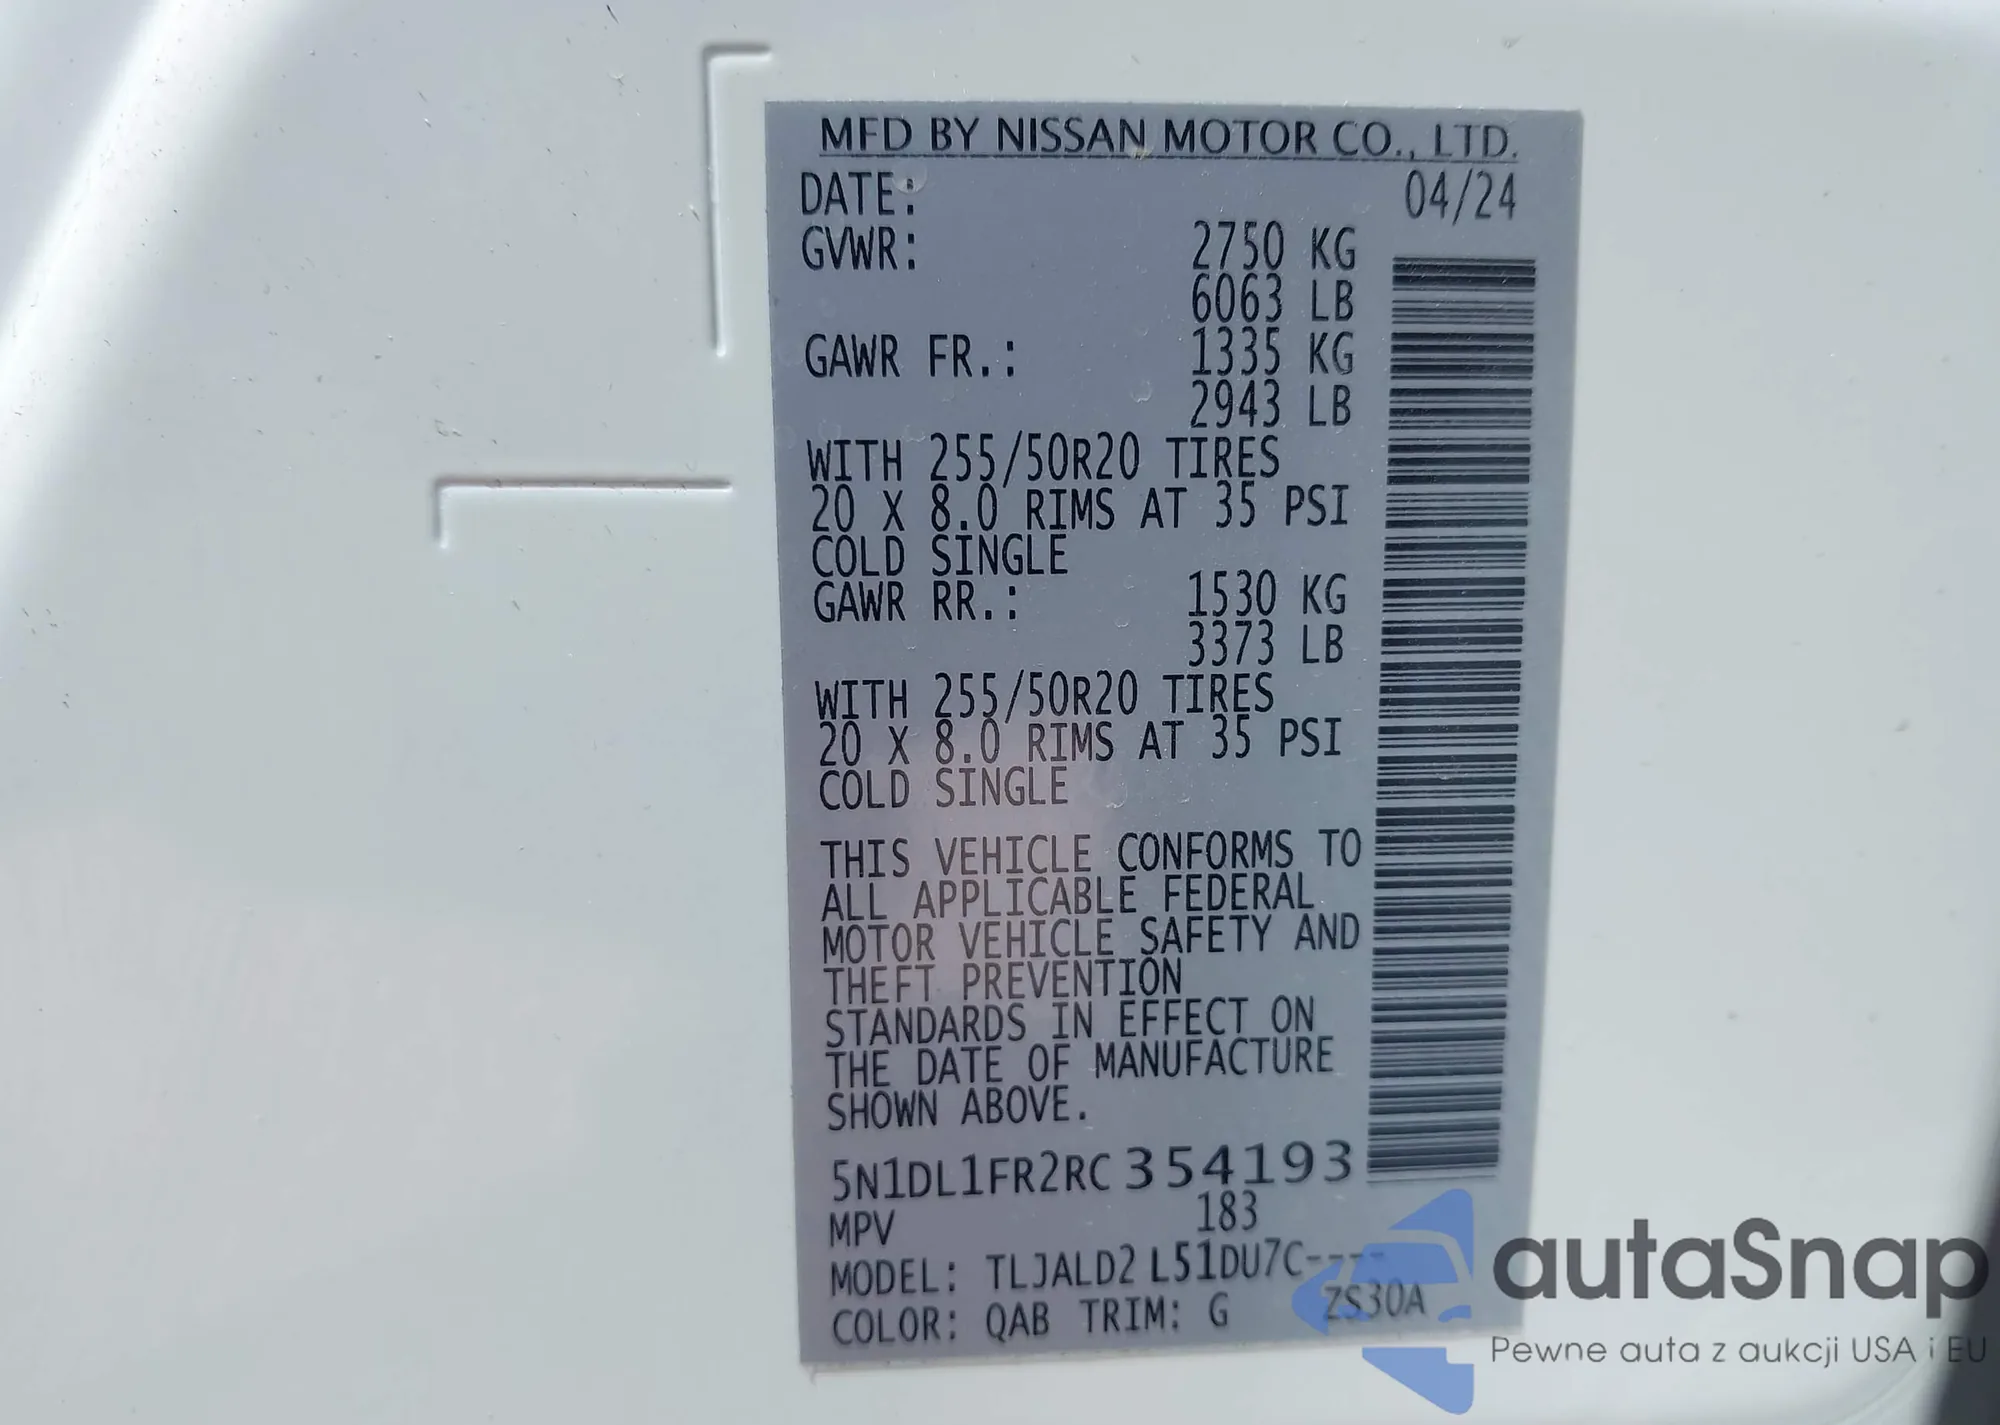 MFD BY NISSAN MOTOR CO., LTD.
DATE: 04/24
GVWR: 2750 KG
6063 LB
GAWR FR.: 1335 KG
2943 LB
WITH 255/50R20 TIRES
20 X 8.0 RIMS AT 35 PSI
COLD SINGLE
GAWR RR.: 1530 KG
3373 LB
WITH 255/50R20 TIRES
20 X 8.0 RIMS AT 35 PSI
COLD SINGLE
THIS VEHICLE CONFORMS TO
ALL APPLICABLE FEDERAL
MOTOR VEHICLE SAFETY AND
THEFT PREVENTION
STANDARDS IN EFFECT ON
THE DATE OF MANUFACTURE
SHOWN ABOVE.
5N1DL1FR2RC354193
MPV 183
MODEL: TLJALD2 L51DU7C----
COLOR: QAB TRIM: G ZS30A
autaSnap
Pewne auta z aukcji USA i EU